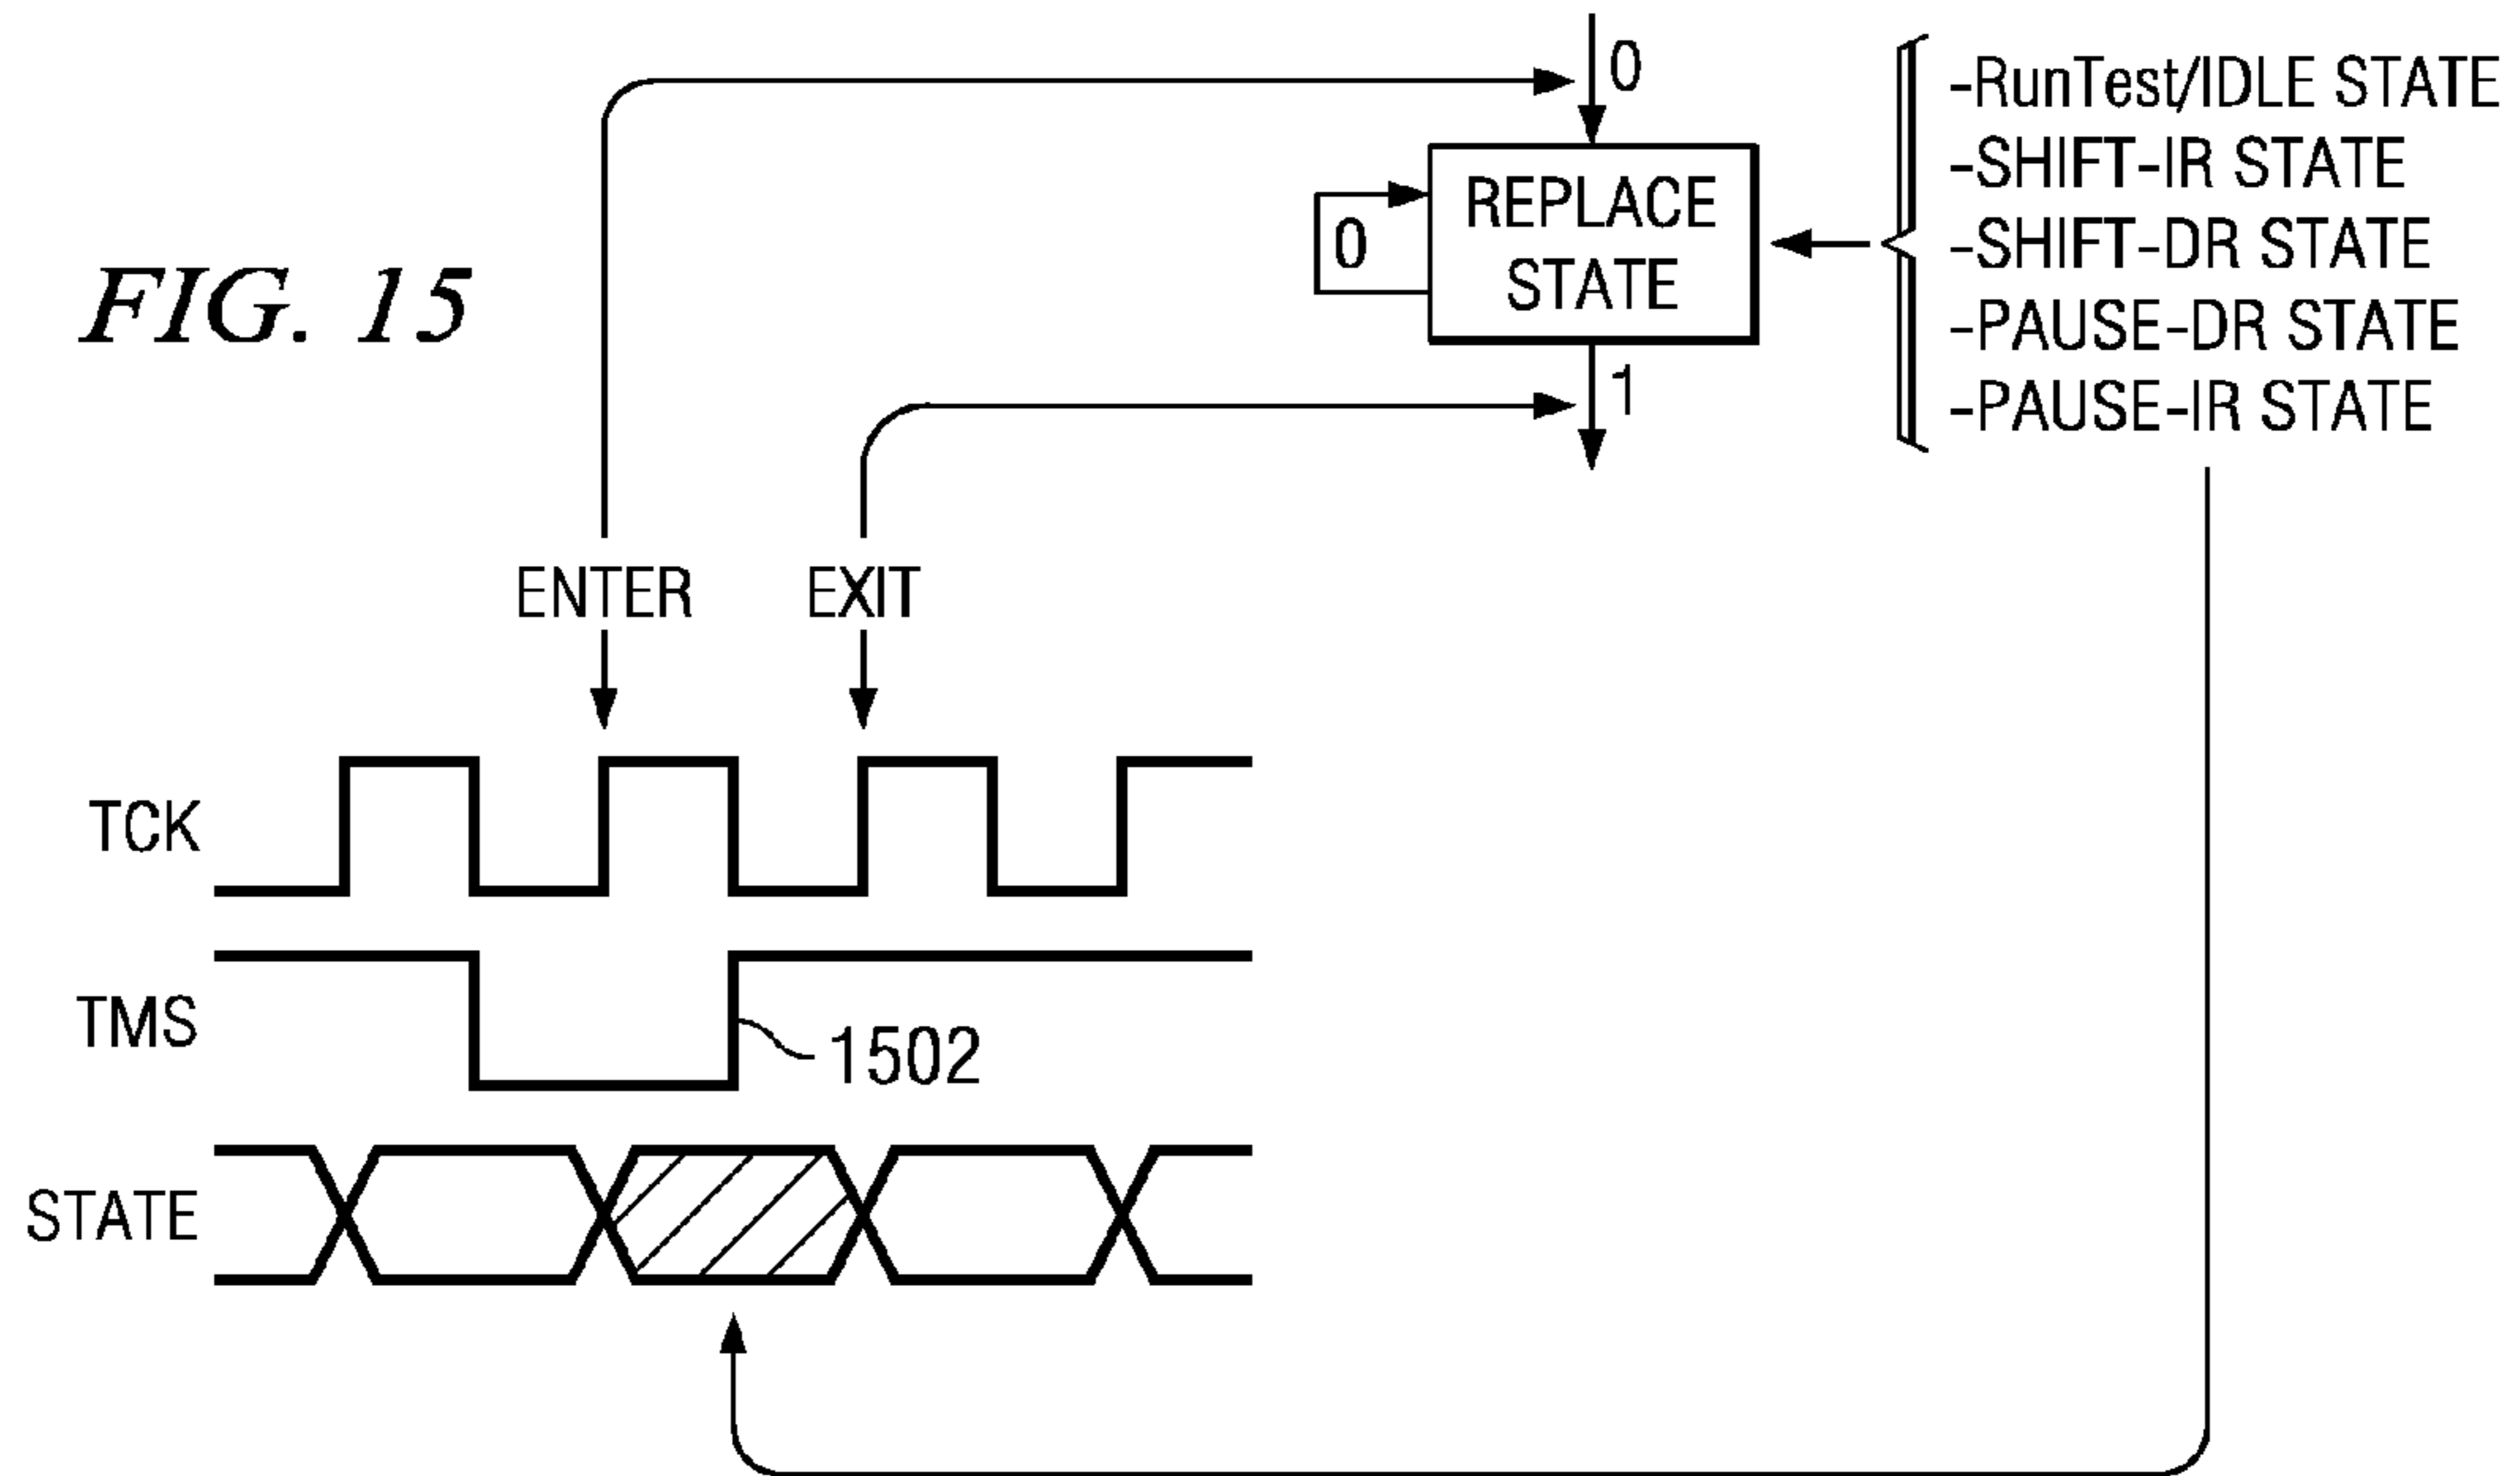 FIG. 15
0
REPLACE
STATE
0
1
-RunTest/IDLE STATE
-SHIFT-IR STATE
-SHIFT-DR STATE
-PAUSE-DR STATE
-PAUSE-IR STATE
ENTER
EXIT
TCK
TMS
1502
STATE